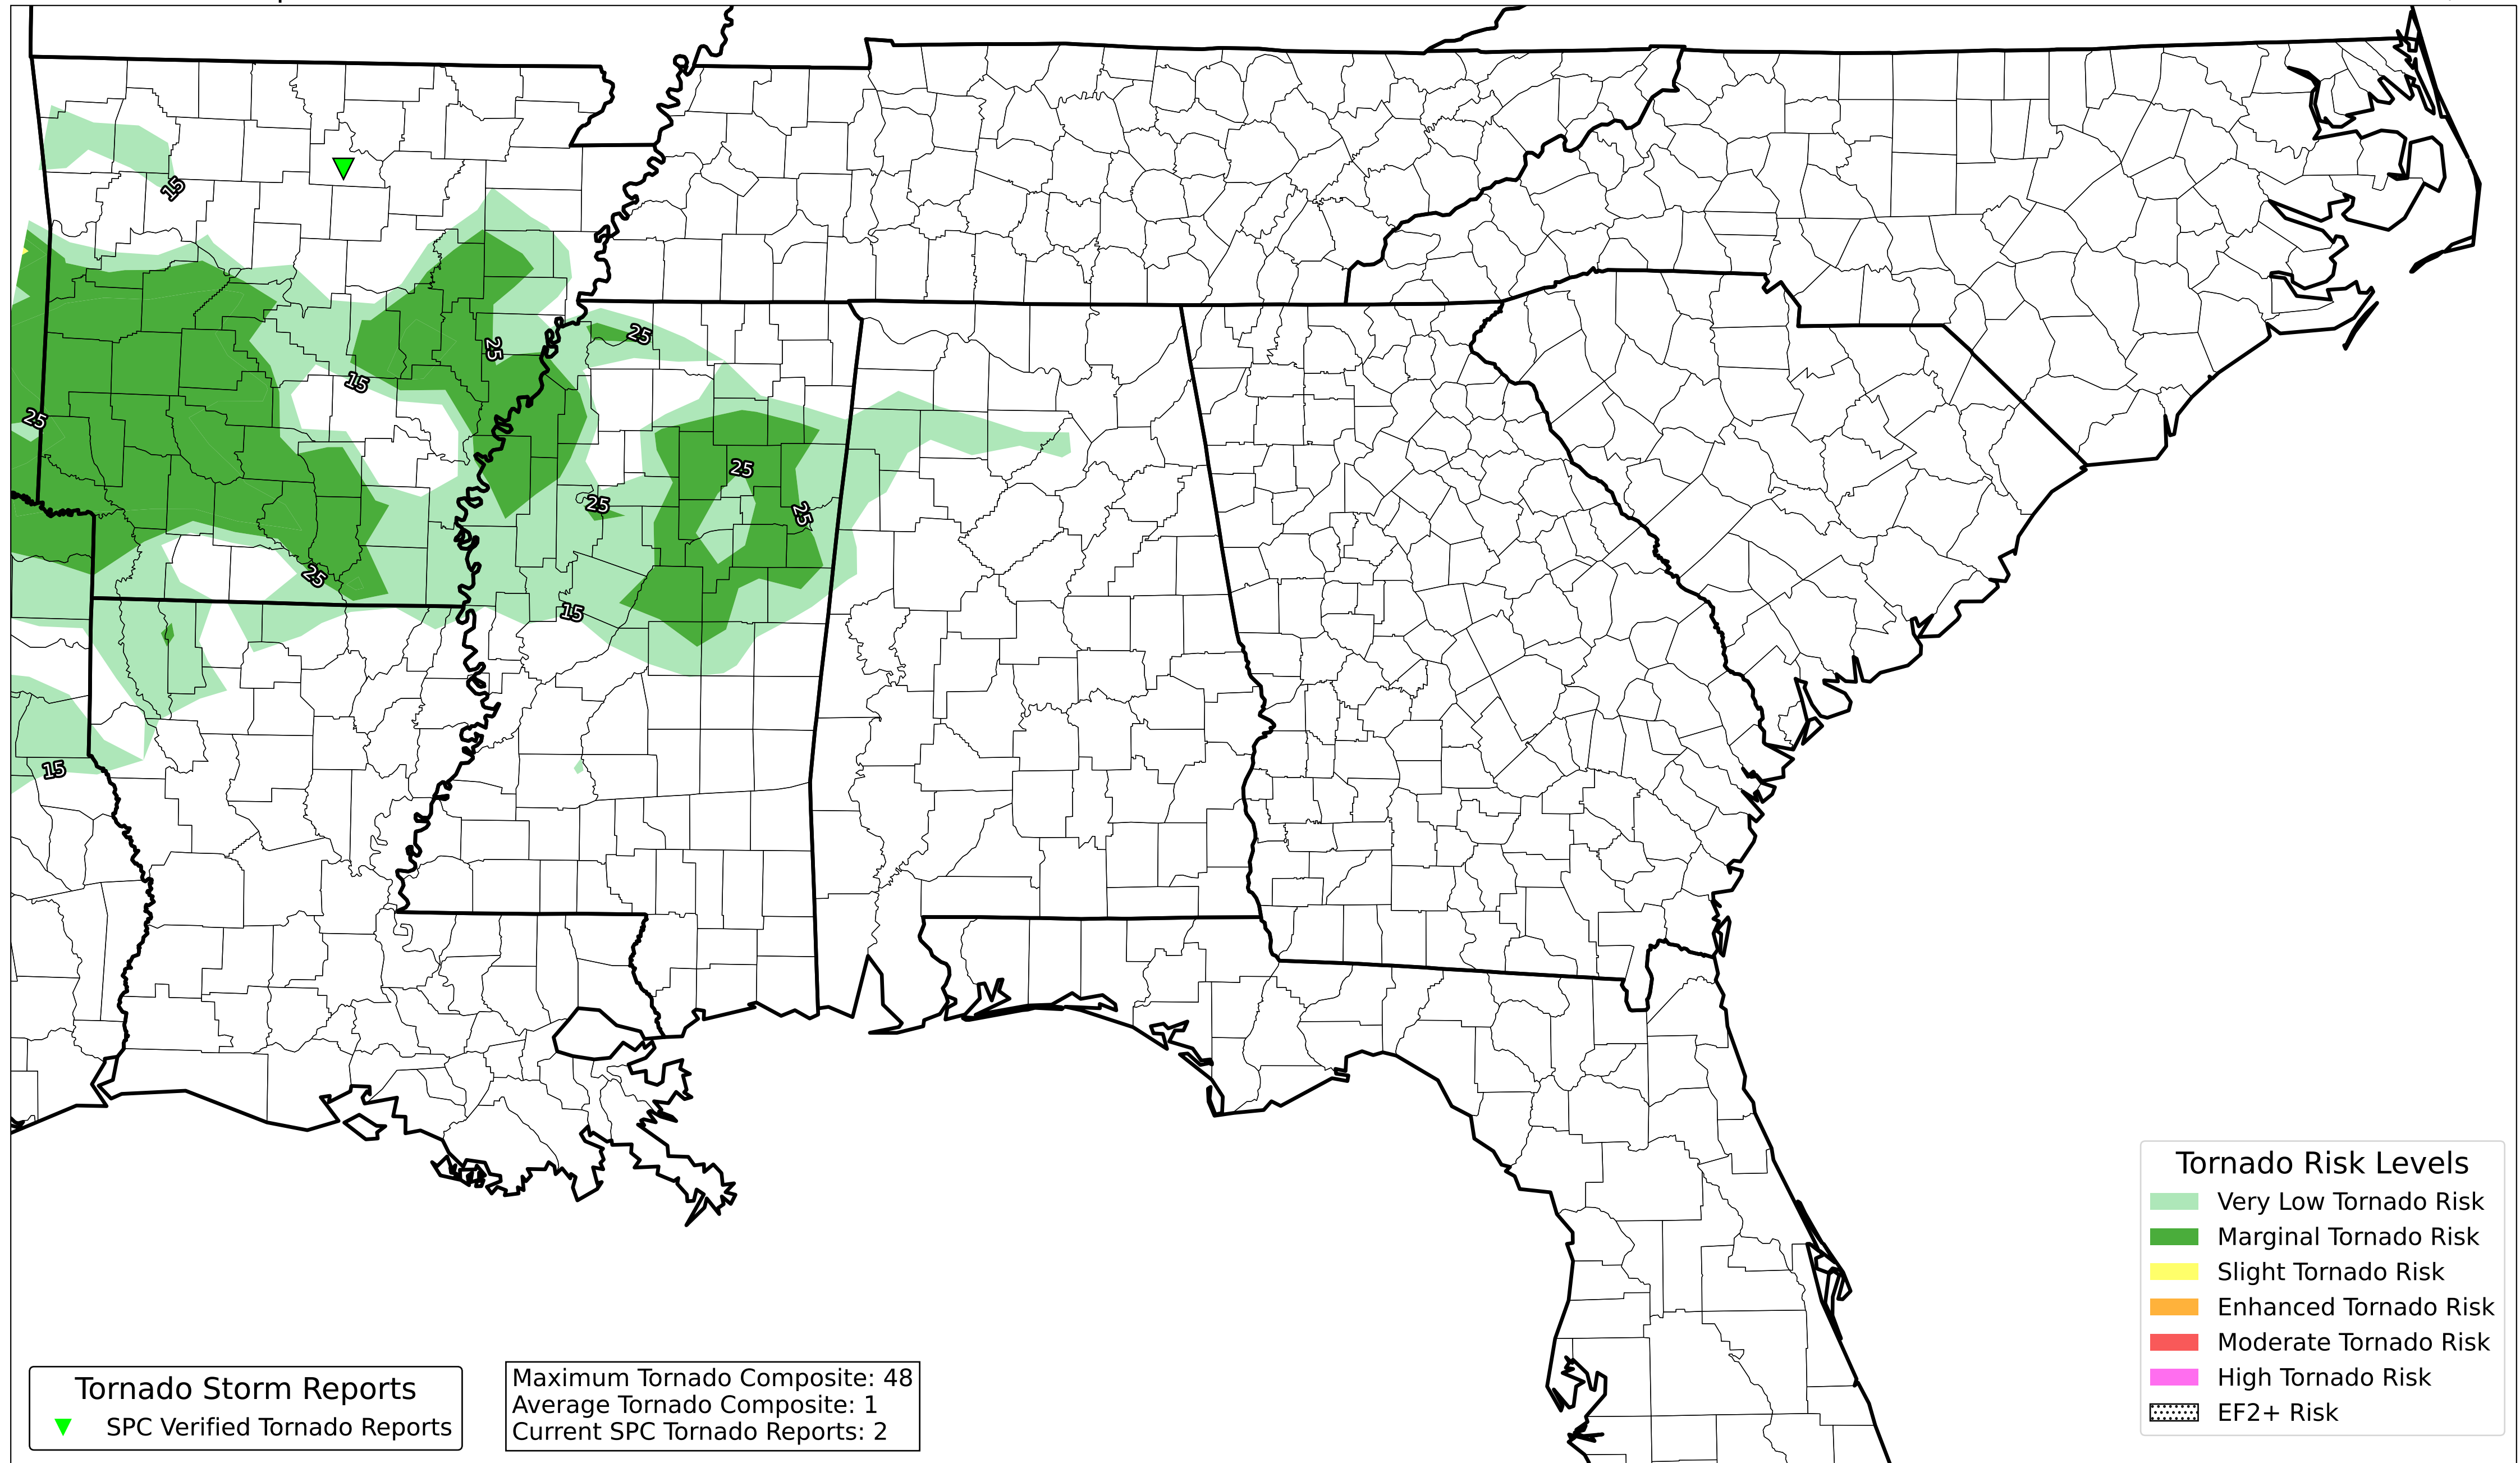 15
25
25
15
25
25
25
25
25
15
15
Tornado Risk Levels
Very Low Tornado Risk
Marginal Tornado Risk
Slight Tornado Risk
Enhanced Tornado Risk
Moderate Tornado Risk
High Tornado Risk
EF2+ Risk
Tornado Storm Reports
SPC Verified Tornado Reports
Maximum Tornado Composite: 48
Average Tornado Composite: 1
Current SPC Tornado Reports: 2